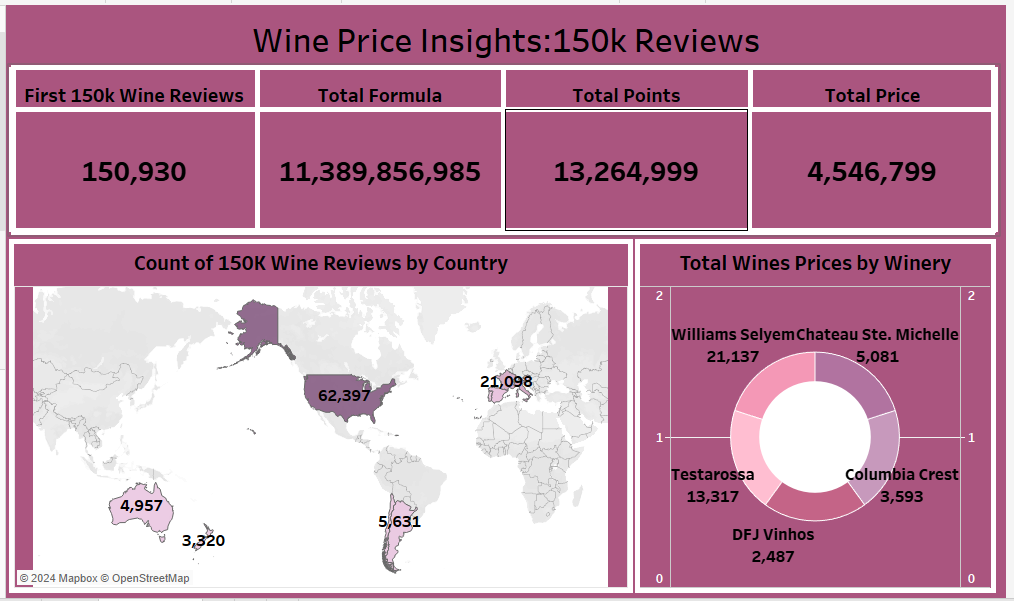 Wine Price Insights:150k Reviews
First 150k Wine Reviews
Total Formula
Total Points
Total Price
150,930
11,389,856,985
13,264,999
4,546,799
Count of 150K Wine Reviews by Country
62,397
21,098
4,957
5,631
3,320
© 2024 Mapbox © OpenStreetMap
Total Wines Prices by Winery
2
2
Williams Selyem
21,137
Chateau Ste. Michelle
5,081
1
1
Testarossa
13,317
Columbia Crest
3,593
DFJ Vinhos
2,487
0
0